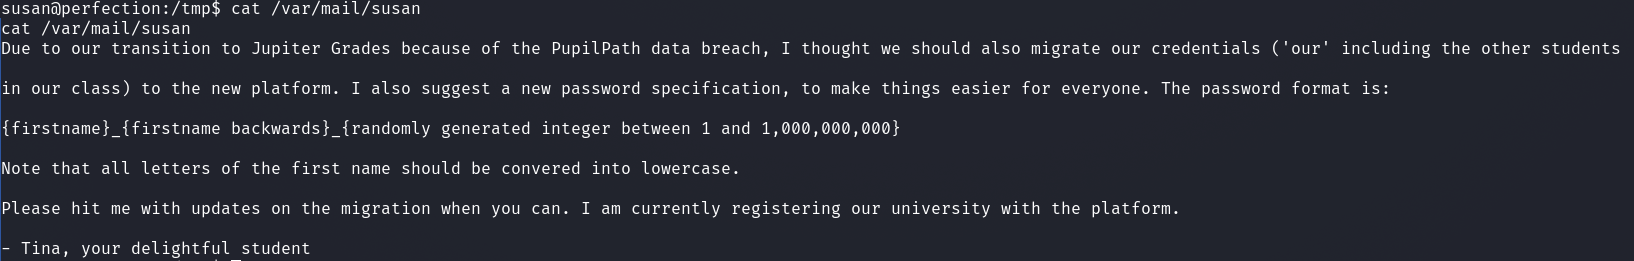 susan@perfection:/tmp$ cat /var/mail/susan
cat /var/mail/susan
Due to our transition to Jupiter Grades because of the PupilPath data breach, I thought we should also migrate our credentials ('our' including the other students
in our class) to the new platform. I also suggest a new password specification, to make things easier for everyone. The password format is:
{firstname}_{firstname backwards}_{randomly generated integer between 1 and 1,000,000,000}
Note that all letters of the first name should be convered into lowercase.
Please hit me with updates on the migration when you can. I am currently registering our university with the platform.
- Tina, your delightful student